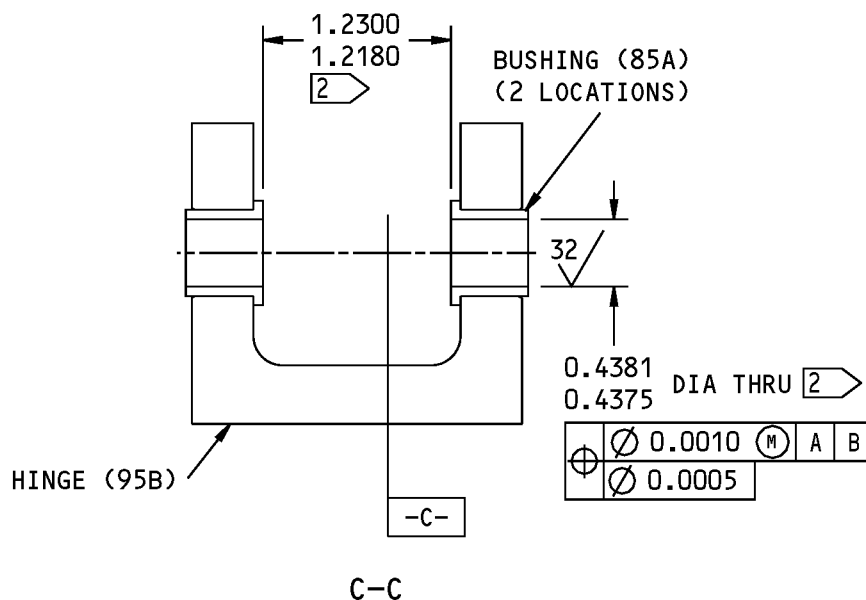 1.2300
1.2180
2
BUSHING (85A)
(2 LOCATIONS)
32
0.4381
0.4375
DIA THRU 2
⌖ ⌀ 0.0010 Ⓜ A B
⌀ 0.0005
HINGE (95B)
-C-
C-C